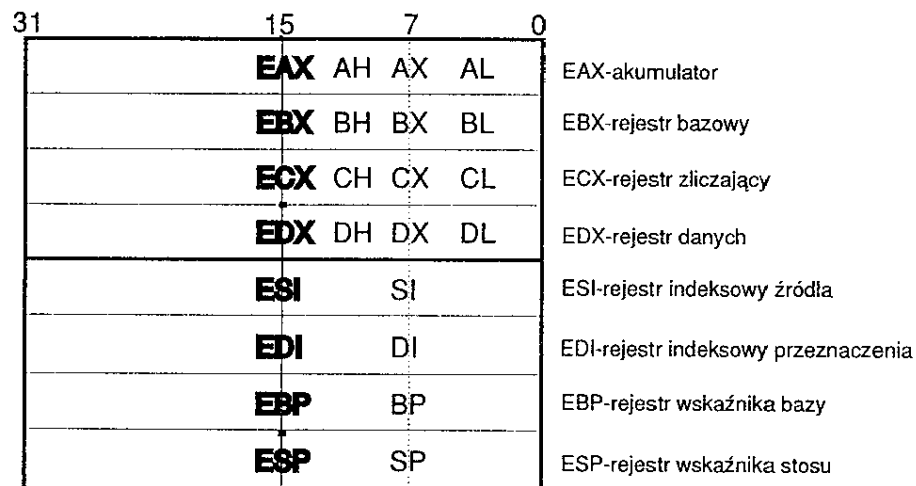 31 15 7 0
EAX AH AX AL EAX-akumulator
EBX BH BX BL EBX-rejestr bazowy
ECX CH CX CL ECX-rejestr zliczający
EDX DH DX DL EDX-rejestr danych
ESI SI ESI-rejestr indeksowy źródła
EDI DI EDI-rejestr indeksowy przeznaczenia
EBP BP EBP-rejestr wskaźnika bazy
ESP SP ESP-rejestr wskaźnika stosu